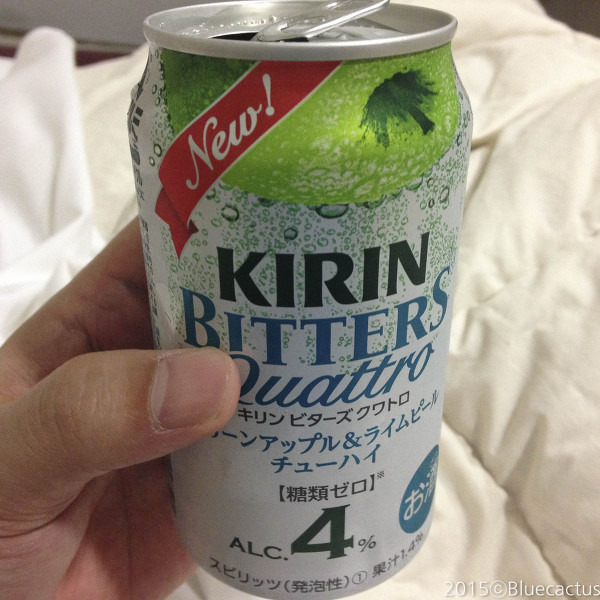 New!
KIRIN
BITTERS
Quattro
キリン ビターズ クワトロ
ーンアップル&ライムピール
チューハイ
【糖類ゼロ】※
ALC. 4%
お酒
スピリッツ(発泡性)① 果汁1.4%
2015©Bluecactus